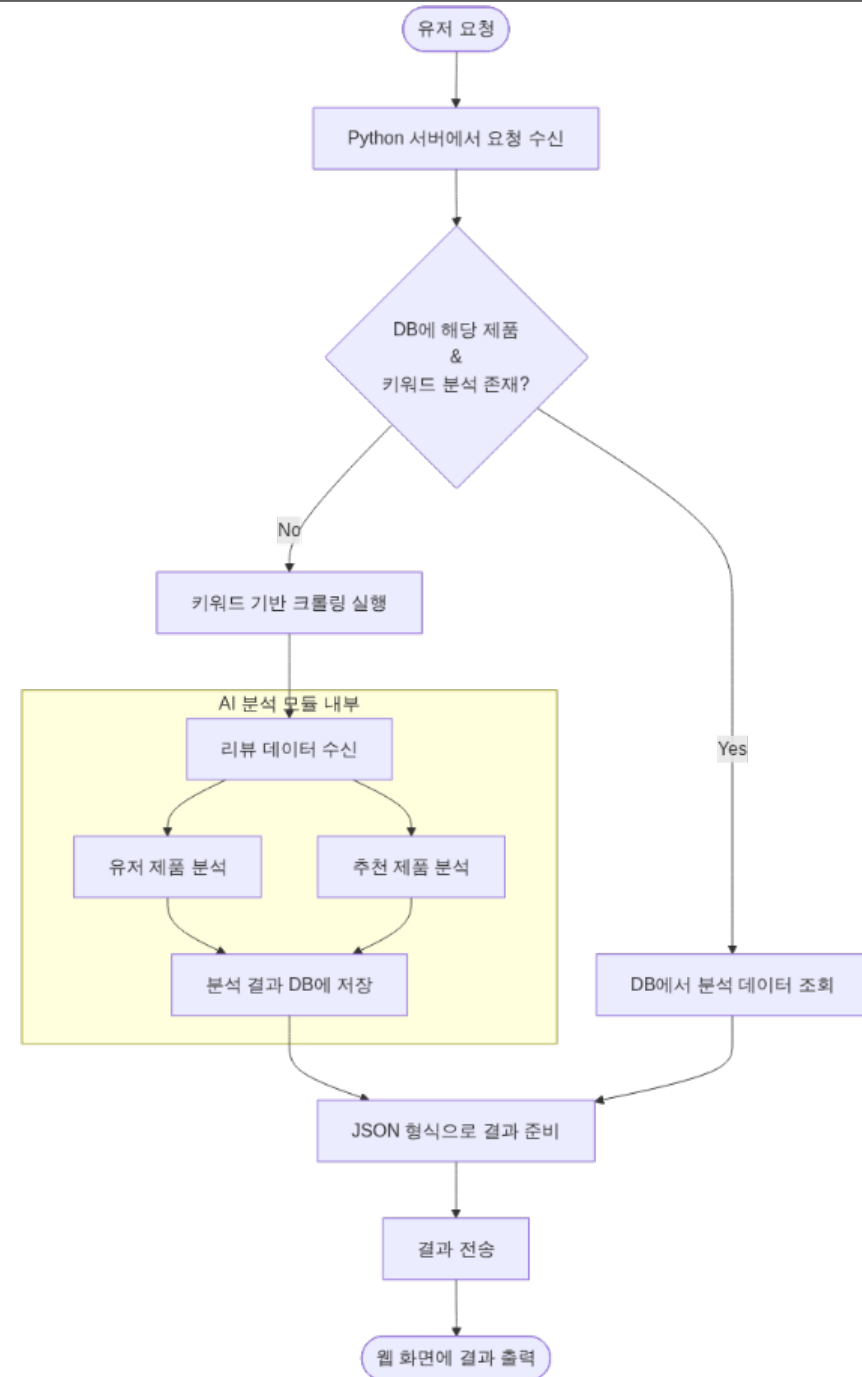 유저 요청
Python 서버에서 요청 수신
DB에 해당 제품
&
키워드 분석 존재?
No
키워드 기반 크롤링 실행
AI 분석 모듈 내부
리뷰 데이터 수신
Yes
유저 제품 분석
추천 제품 분석
분석 결과 DB에 저장
DB에서 분석 데이터 조회
JSON 형식으로 결과 준비
결과 전송
웹 화면에 결과 출력